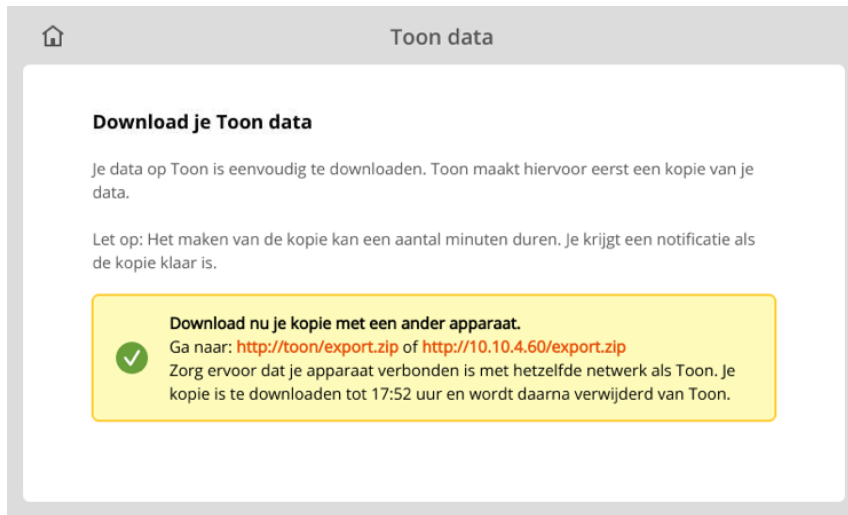 Toon data
Download je Toon data
Je data op Toon is eenvoudig te downloaden. Toon maakt hiervoor eerst een kopie van je
data.
Let op: Het maken van de kopie kan een aantal minuten duren. Je krijgt een notificatie als
de kopie klaar is.
Download nu je kopie met een ander apparaat.
Ga naar: http://toon/export.zip of http://10.10.4.60/export.zip
Zorg ervoor dat je apparaat verbonden is met hetzelfde netwerk als Toon. Je
kopie is te downloaden tot 17:52 uur en wordt daarna verwijderd van Toon.